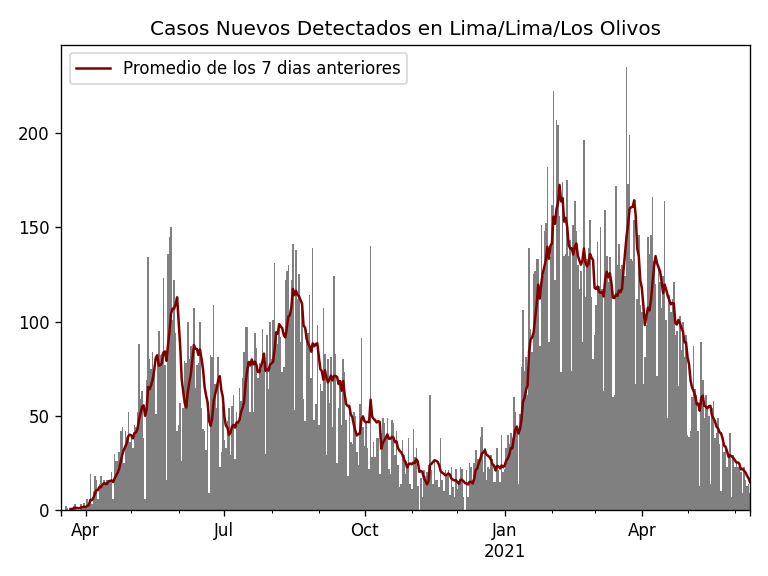 Casos Nuevos Detectados en Lima/Lima/Los Olivos
Promedio de los 7 dias anteriores
200
150
100
50
0
Apr Jul Oct Jan Apr
2021